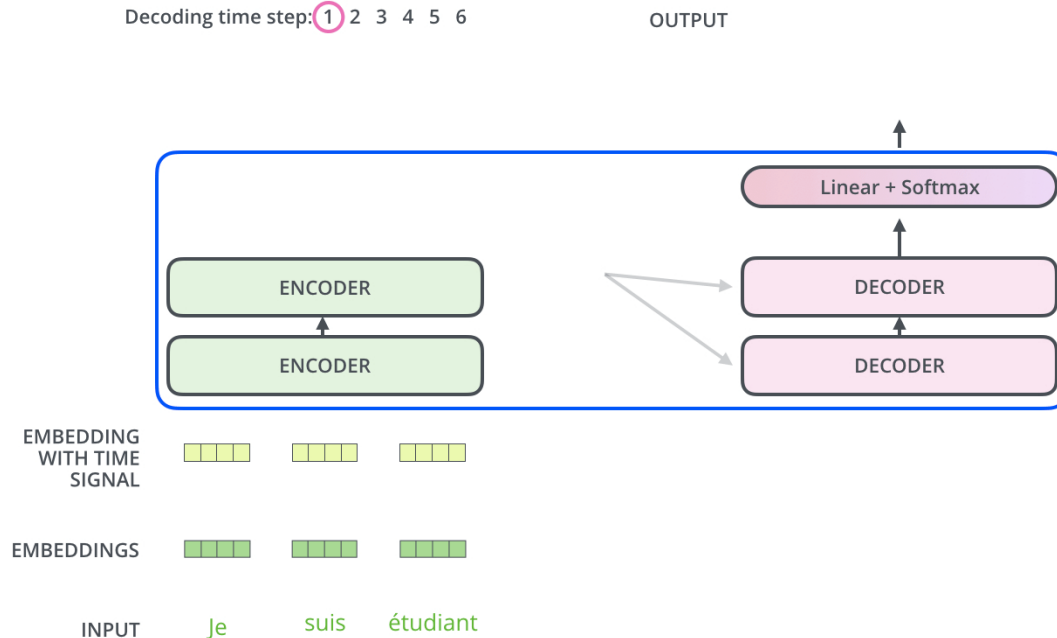 Decoding time step: 1 2 3 4 5 6
OUTPUT
Linear + Softmax
ENCODER
DECODER
ENCODER
DECODER
EMBEDDING
WITH TIME
SIGNAL
EMBEDDINGS
INPUT
Je suis étudiant